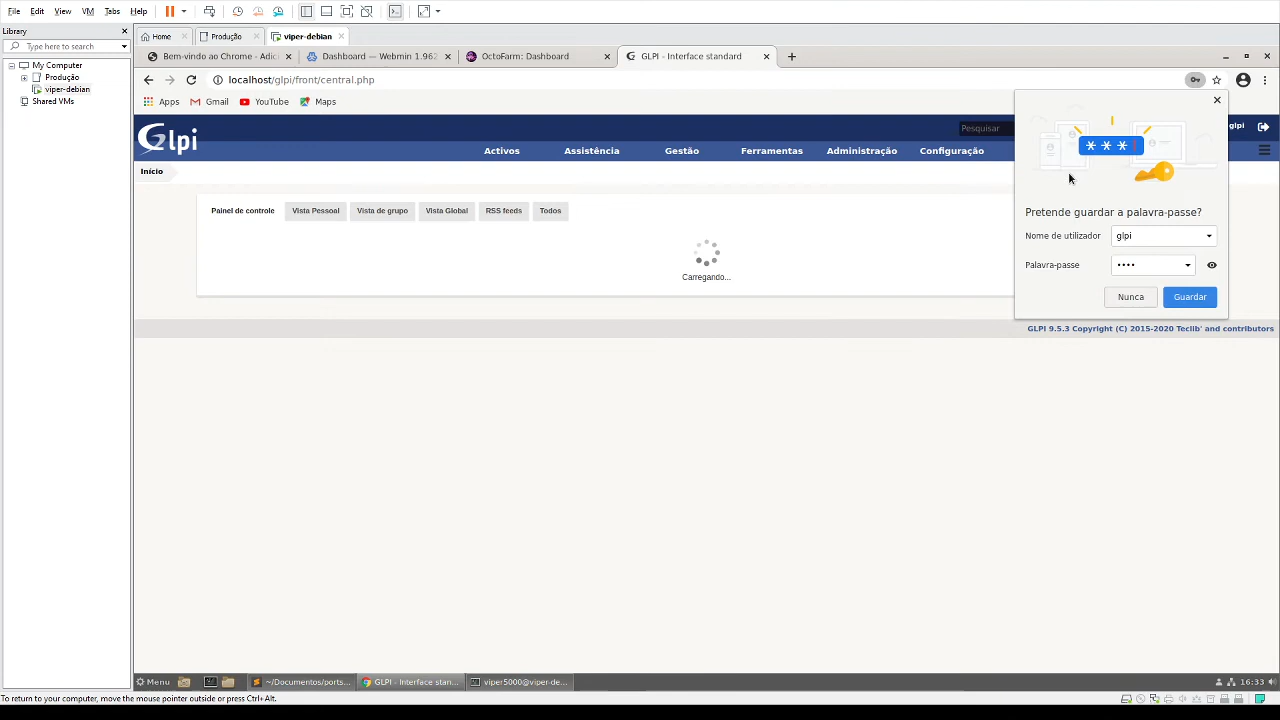 File Edit View VM Tabs Help
Library
Type here to search
My Computer
Produção
viper-debian
Shared VMs
Home
Produção
viper-debian
Bem-vindo ao Chrome - Adic
Dashboard — Webmin 1.962
OctoFarm: Dashboard
GLPI - Interface standard
localhost/glpi/front/central.php
Apps
Gmail
YouTube
Maps
Glpi
Pesquisar
glpi
Activos
Assistência
Gestão
Ferramentas
Administração
Configuração
Início
Painel de controle
Vista Pessoal
Vista de grupo
Vista Global
RSS feeds
Todos
Carregando...
Pretende guardar a palavra-passe?
Nome de utilizador
glpi
Palavra-passe
••••
Nunca
Guardar
GLPI 9.5.3 Copyright (C) 2015-2020 Teclib' and contributors
Menu
~/Documentos/ports...
GLPI - Interface stan...
viper5000@viper-de...
16:33
To return to your computer, move the mouse pointer outside or press Ctrl+Alt.